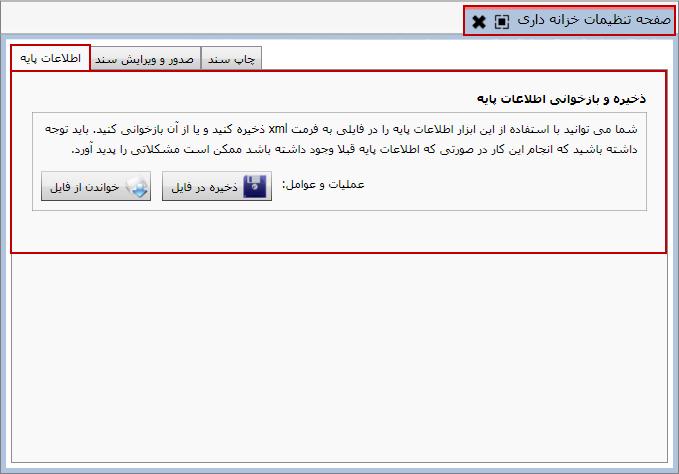 صفحه تنظیمات خزانه داری
اطلاعات پایه
صدور و ویرایش سند
چاپ سند
ذخیره و بازخوانی اطلاعات پایه
شما می توانید با استفاده از این ابزار اطلاعات پایه را در فایلی به فرمت xml ذخیره کنید و یا از آن بازخوانی کنید. باید توجه
داشته باشید که انجام این کار در صورتی که اطلاعات پایه قبلا وجود داشته باشد ممکن است مشکلاتی را پدید آورد.
عملیات و عوامل: ذخیره در فایل خواندن از فایل